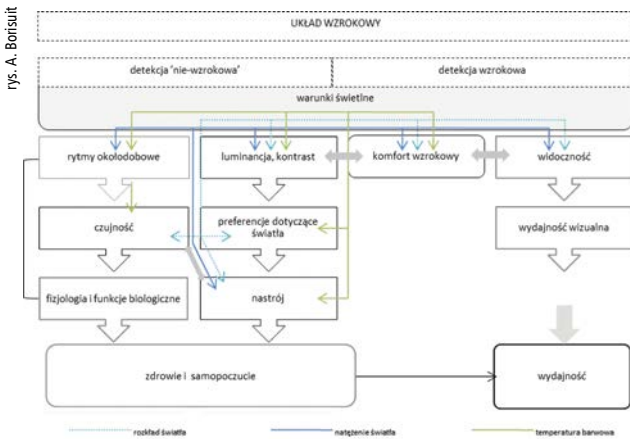 rys. A. Borisuit
UKŁAD WZROKOWY
detekcja 'nie-wzrokowa'
detekcja wzrokowa
warunki świetlne
rytmy okołodobowe
luminancja, kontrast
komfort wzrokowy
widoczność
czujność
preferencje dotyczące
światła
wydajność wizualna
fizjologia i funkcje biologiczne
nastrój
zdrowie i samopoczucie
wydajność
rozkład światła
natężenie światła
temperatura barwowa